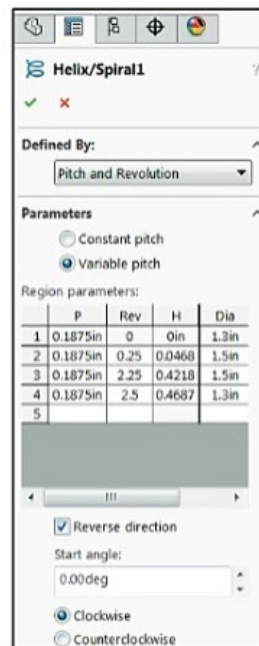 Helix/Spiral1
?
Defined By:
Pitch and Revolution
Parameters
Constant pitch
Variable pitch
Region parameters:
P Rev H Dia
1 0.1875in 0 0in 1.3in
2 0.1875in 0.25 0.0468 1.5in
3 0.1875in 2.25 0.4218 1.5in
4 0.1875in 2.5 0.4687 1.3in
5
Reverse direction
Start angle:
0.00deg
Clockwise
Counterclockwise